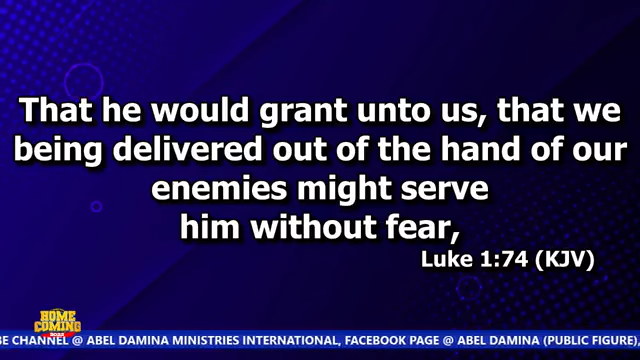 That he would grant unto us, that we
being delivered out of the hand of our
enemies might serve
him without fear,
Luke 1:74 (KJV)
HOME
COMING
2022
BE CHANNEL @ ABEL DAMINA MINISTRIES INTERNATIONAL, FACEBOOK PAGE @ ABEL DAMINA (PUBLIC FIGURE),